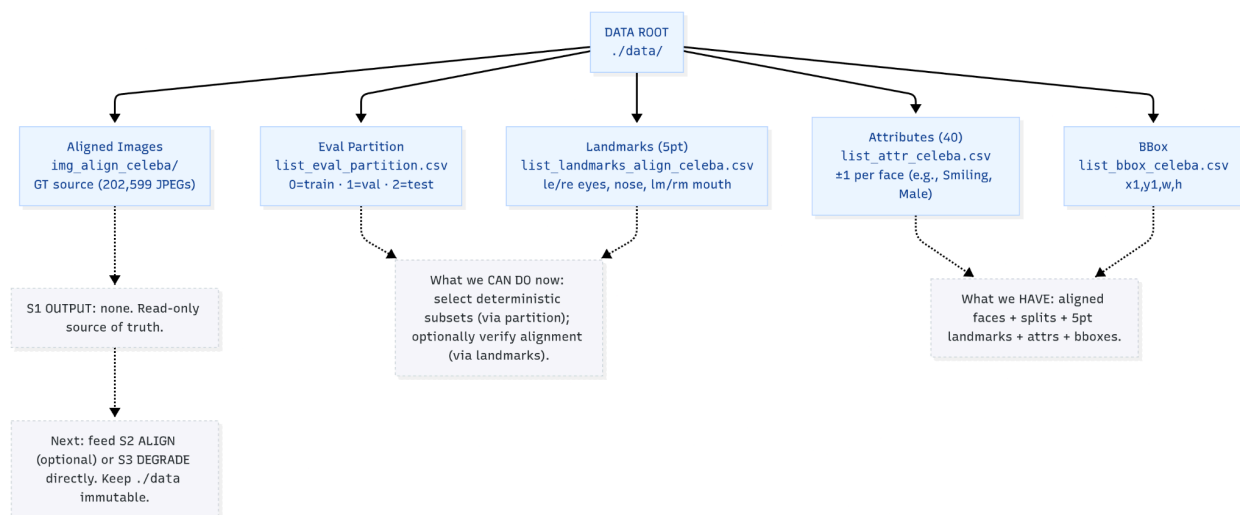 DATA ROOT
./data/
Aligned Images
img_align_celeba/
GT source (202,599 JPEGs)
Eval Partition
list_eval_partition.csv
0=train · 1=val · 2=test
Landmarks (5pt)
list_landmarks_align_celeba.csv
le/re eyes, nose, lm/rm mouth
Attributes (40)
list_attr_celeba.csv
±1 per face (e.g., Smiling,
Male)
BBox
list_bbox_celeba.csv
x1,y1,w,h
S1 OUTPUT: none. Read-only
source of truth.
What we CAN DO now:
select deterministic
subsets (via partition);
optionally verify alignment
(via landmarks).
What we HAVE: aligned
faces + splits + 5pt
landmarks + attrs + bboxes.
Next: feed S2 ALIGN
(optional) or S3 DEGRADE
directly. Keep ./data
immutable.